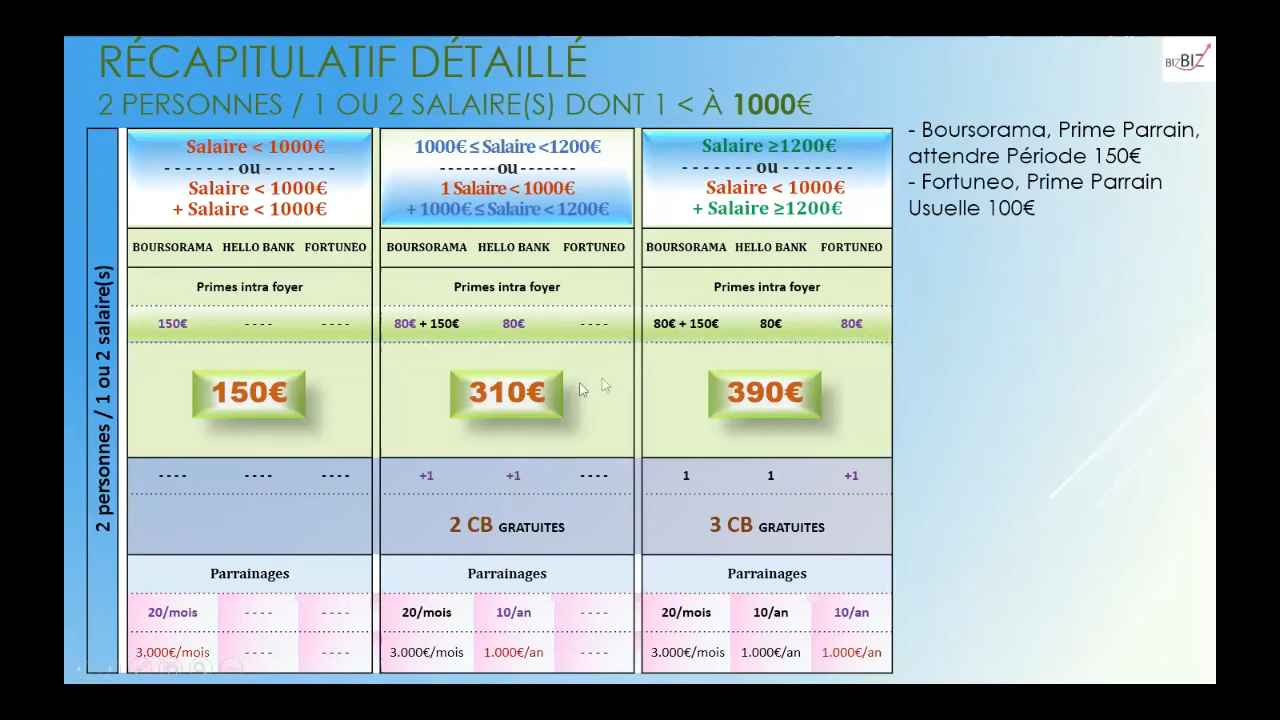 RÉCAPITULATIF DÉTAILLÉ
2 PERSONNES / 1 OU 2 SALAIRE(S) DONT 1 < À 1000€
BIZBIZ
- Boursorama, Prime Parrain,
attendre Période 150€
- Fortuneo, Prime Parrain
Usuelle 100€
2 personnes / 1 ou 2 salaire(s)
Salaire < 1000€
- - - - - - - ou - - - - - - -
Salaire < 1000€
+ Salaire < 1000€
1000€ ≤ Salaire <1200€
-------ou-------
1 Salaire < 1000€
+ 1000€ ≤ Salaire < 1200€
Salaire ≥1200€
- - - - - - - ou - - - - - - -
Salaire < 1000€
+ Salaire ≥1200€
BOURSORAMA HELLO BANK FORTUNEO BOURSORAMA HELLO BANK FORTUNEO BOURSORAMA HELLO BANK FORTUNEO
Primes intra foyer Primes intra foyer Primes intra foyer
150€ - - - - - - - - 80€ + 150€ 80€ - - - - 80€ + 150€ 80€ 80€
150€ 310€ 390€
- - - - - - - - - - - - +1 +1 - - - - 1 1 +1
2 CB GRATUITES 3 CB GRATUITES
Parrainages Parrainages Parrainages
20/mois - - - - - - - - 20/mois 10/an - - - - 20/mois 10/an 10/an
3.000€/mois - - - - - - - - 3.000€/mois 1.000€/an - - - - 3.000€/mois 1.000€/an 1.000€/an